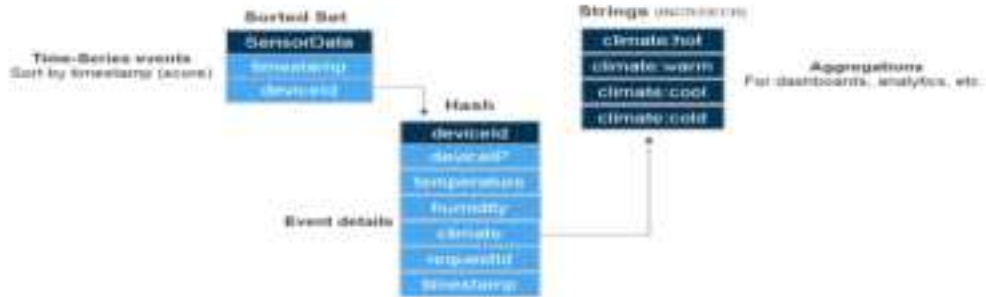 Sorted Set
SensorData
timestamp
deviceId
Time-Series events
Sort by timestamp (score)
Hash
deviceId
temperature
humidity
climate
requestId
timestamp
Event details
Strings
climate:hot
climate:warm
climate:cool
climate:cold
Aggregations
For dashboards, analytics, etc